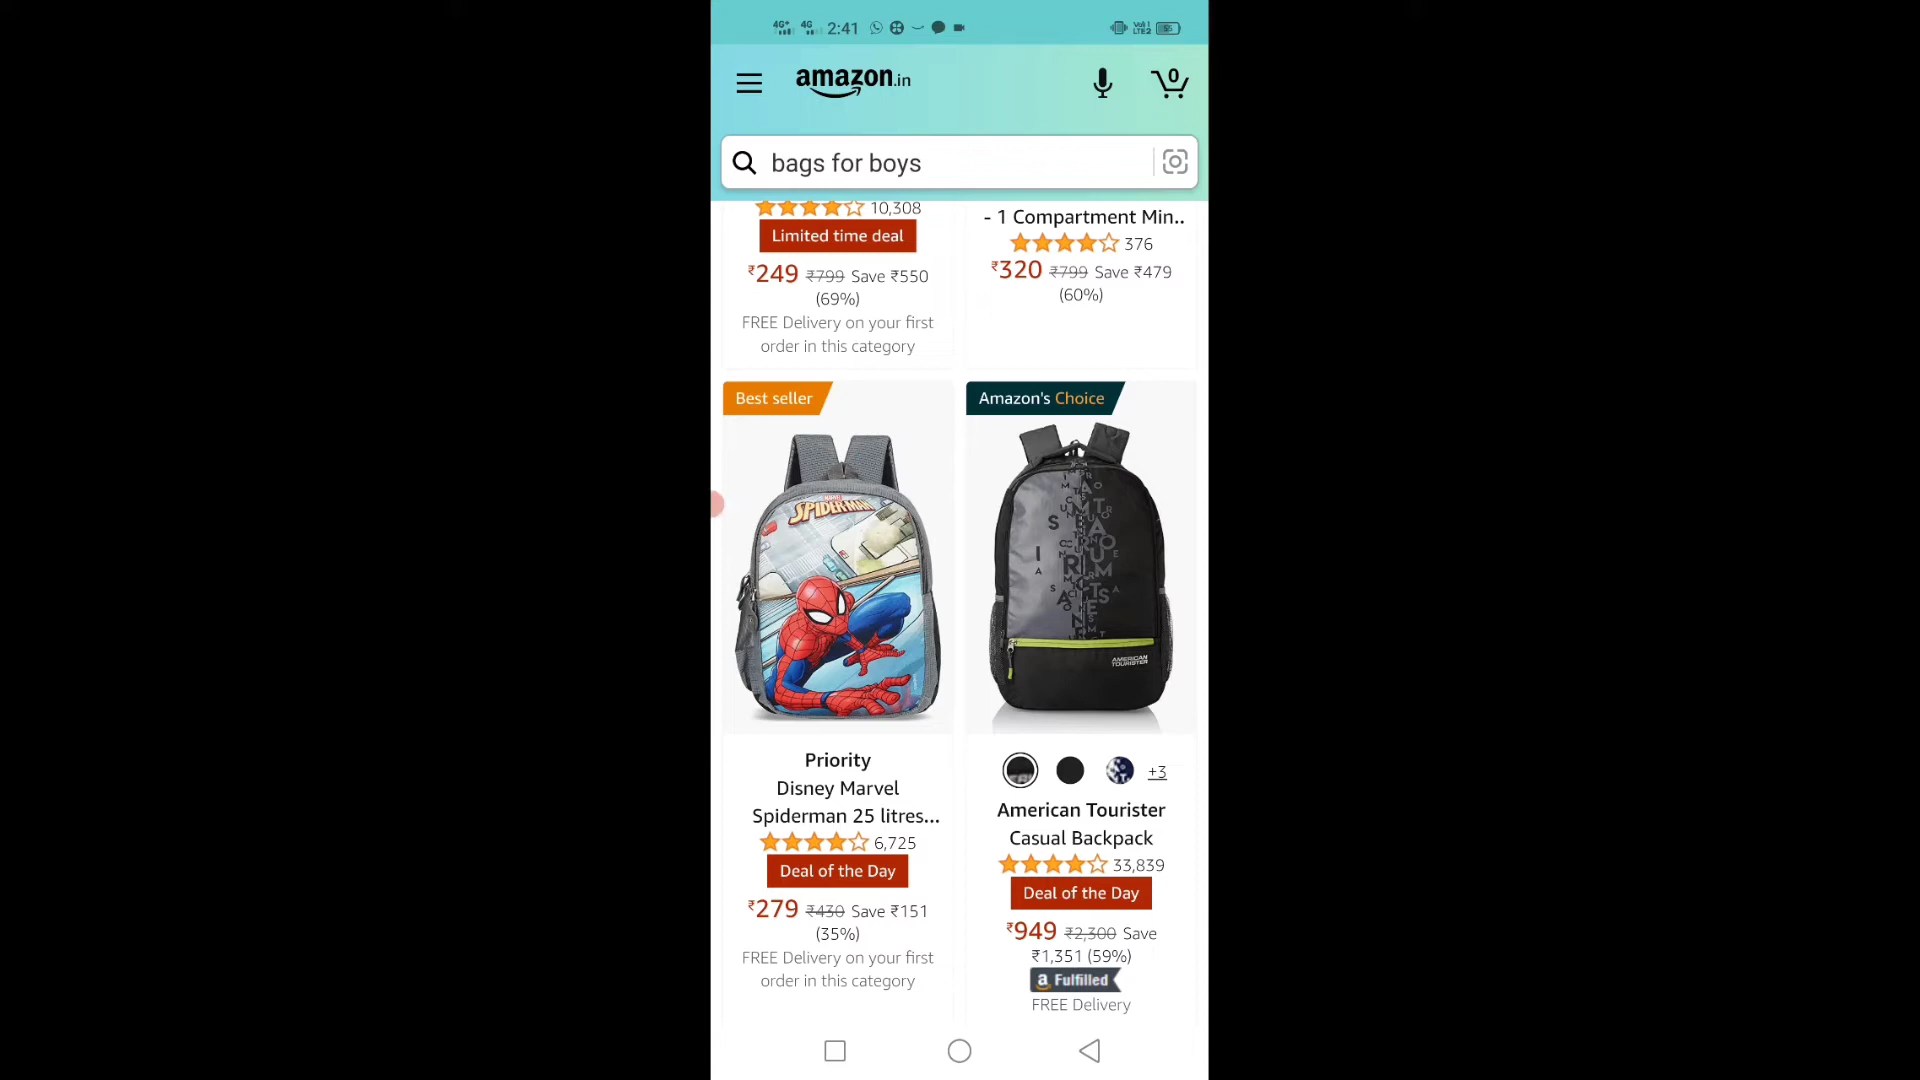 4G+ 4G 2:41
amazon.in
0
bags for boys
10,308
Limited time deal
₹249 ₹799 Save ₹550
(69%)
FREE Delivery on your first
order in this category
- 1 Compartment Min..
376
₹320 ₹799 Save ₹479
(60%)
Best seller
MARVEL
SPIDER-MAN
Priority
Disney Marvel
Spiderman 25 litres...
6,725
Deal of the Day
₹279 ₹430 Save ₹151
(35%)
FREE Delivery on your first
order in this category
Amazon's Choice
AMERICAN
TOURISTER
+3
American Tourister
Casual Backpack
33,839
Deal of the Day
₹949 ₹2,300 Save
₹1,351 (59%)
a Fulfilled
FREE Delivery